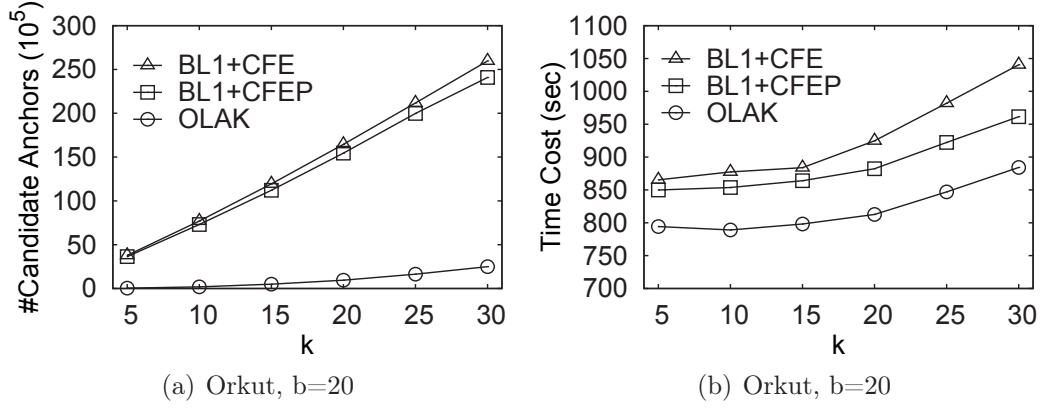 300
250
200
150
100
50
0
#Candidate Anchors (10^5)
BL1+CFE
BL1+CFEP
OLAK
5 10 15 20 25 30
k
(a) Orkut, b=20
1100
1050
1000
950
900
850
800
750
700
Time Cost (sec)
BL1+CFE
BL1+CFEP
OLAK
5 10 15 20 25 30
k
(b) Orkut, b=20